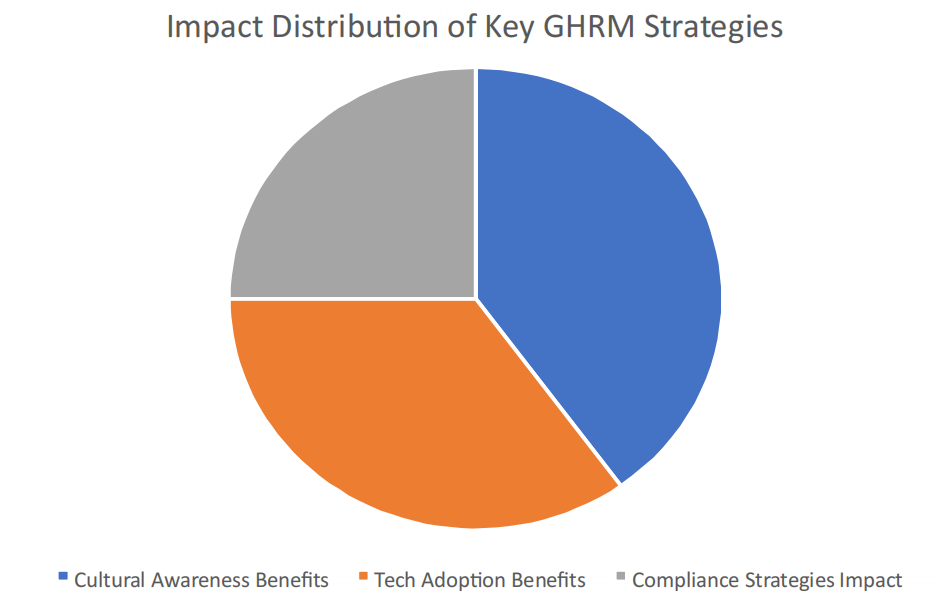 Impact Distribution of Key GHRM Strategies
Cultural Awareness Benefits Tech Adoption Benefits Compliance Strategies Impact